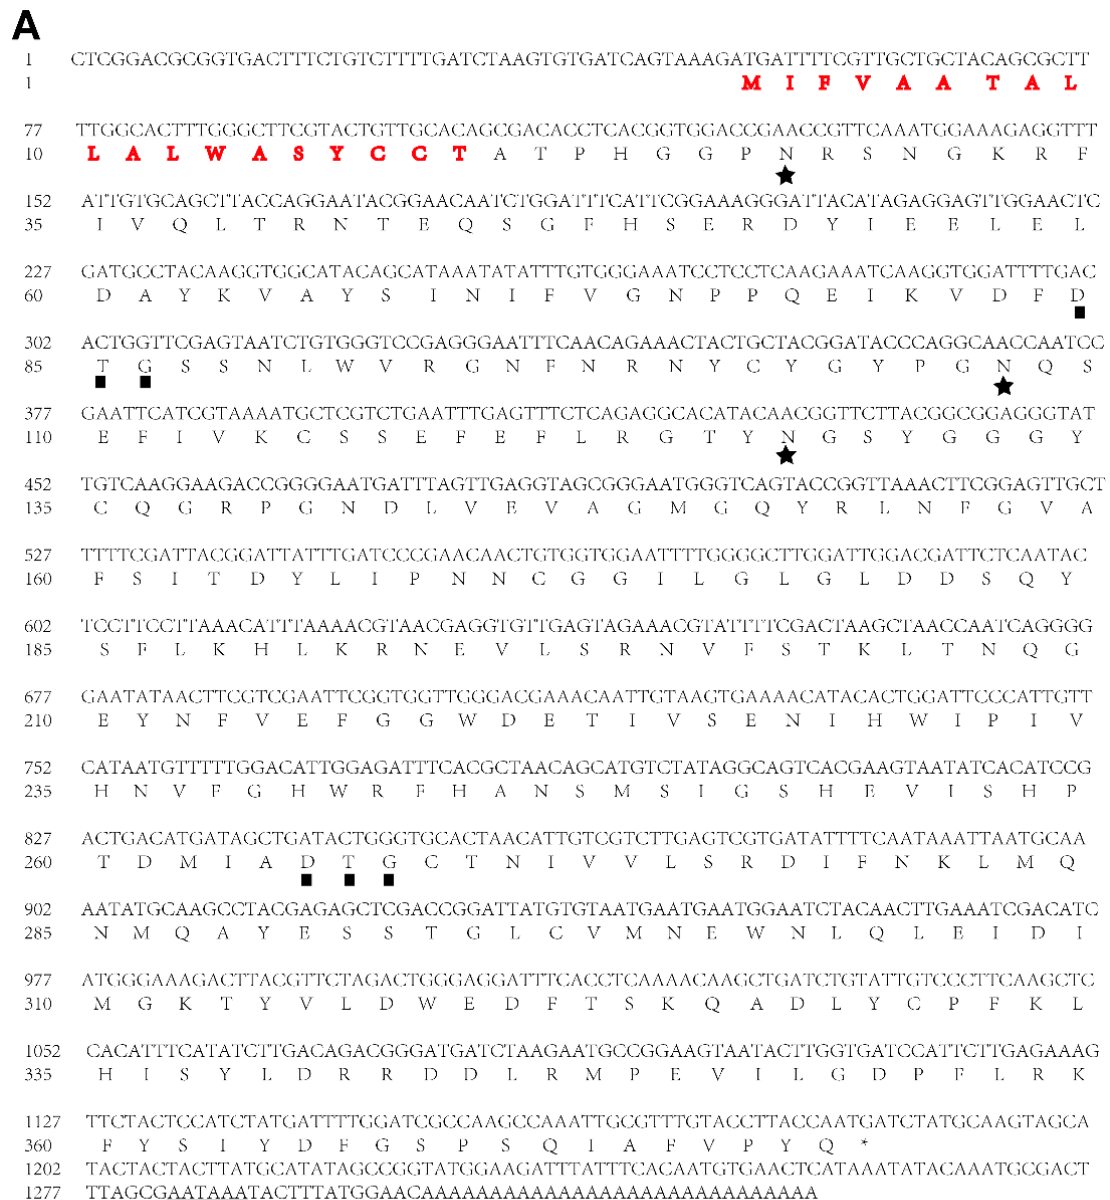 A
1 CTCGGACGCGGTGACTTTCTGTCTTTTGATCTAAGTGTGATCAGTAAAGATGATTTTCGTTGCTGCTACAGCGCTT
1 M I F V A A T A L
77 TTGGCACTTTGGGCTTCGTACTGTTGCACAGCGACACCTCACGGTGGACCGAACCGTTCAAATGGAAAGAGGTTT
10 L A L W A S Y C C T A T P H G G P N R S N G K R F
152 ATTGTGCAGCTTACCAGGAATACGGAACAATCTGGATTTCATTCGGAAAGGGATTACATAGAGGAGTTGGAACTC
35 I V Q L T R N T E Q S G F H S E R D Y I E E L E L
227 GATGCCTACAAGGTGGCATACAGCATAAATATATTTGTGGGAAATCCTCCTCAAGAAATCAAGGTGGATTTTGAC
60 D A Y K V A Y S I N I F V G N P P Q E I K V D F D
302 ACTGGTTCGAGTAATCTGTGGGTCCGAGGGAATTTCAACAGAAACTACTGCTACGGATACCCAGGCAACCAATCC
85 T G S S N L W V R G N F N R N Y C Y G Y P G N Q S
377 GAATTCATCGTAAAATGCTCGTCTGAATTTGAGTTTCTCAGAGGCACATACAACGGTTCTTACGGCGGAGGGTAT
110 E F I V K C S S E F E F L R G T Y N G S Y G G G Y
452 TGTCAAGGAAGACCGGGGAATGATTTAGTTGAGGTAGCGGGAATGGGTCAGTACCGGTTAAACTTCGGAGTTGCT
135 C Q G R P G N D L V E V A G M G Q Y R L N F G V A
527 TTTTCGATTACGGATTATTTGATCCCGAACAACTGTGGTGGAATTTTGGGGCTTGGATTGGACGATTCTCAATAC
160 F S I T D Y L I P N N C G G I L G L G L D D S Q Y
602 TCCTTCCTTAAACATTTAAAACGTAACGAGGTGTTGAGTAGAAACGTATTTTCGACTAAGCTAACCAATCAGGGG
185 S F L K H L K R N E V L S R N V F S T K L T N Q G
677 GAATATAACTTCGTCGAATTCGGTGGTTGGGACGAAACAATTGTAAGTGAAAACATACACTGGATTCCCATTGTT
210 E Y N F V E F G G W D E T I V S E N I H W I P I V
752 CATAATGTTTTTGGACATTGGAGATTTCACGCTAACAGCATGTCTATAGGCAGTCACGAAGTAATATCACATCCG
235 H N V F G H W R F H A N S M S I G S H E V I S H P
827 ACTGACATGATAGCTGATACTGGGTGCACTAACATTGTCGTCTTGAGTCGTGATATTTTCAATAAATTAATGCAA
260 T D M I A D T G C T N I V V L S R D I F N K L M Q
902 AATATGCAAGCCTACGAGAGCTCGACCGGATTATGTGTAATGAATGAATGGAATCTACAACTTGAAATCGACATC
285 N M Q A Y E S S T G L C V M N E W N L Q L E I D I
977 ATGGGAAAGACTTACGTTCTAGACTGGGAGGATTTCACCTCAAAACAAGCTGATCTGTATTGTCCCTTCAAGCTC
310 M G K T Y V L D W E D F T S K Q A D L Y C P F K L
1052 CACATTTCATATCTTGACAGACGGGATGATCTAAGAATGCCGGAAGTAATACTTGGTGATCCATTCTTGAGAAAG
335 H I S Y L D R R D D L R M P E V I L G D P F L R K
1127 TTCTACTCCATCTATGATTTTGGATCGCCAAGCCAAATTGCGTTTGTACCTTACCAATGATCTATGCAAGTAGCA
360 F Y S I Y D F G S P S Q I A F V P Y Q *
1202 TACTACTACTTATGCATATAGCCGGTATGGAAGATTTATTTCACAATGTGAACTCATAAATATACAAATGCGACT
1277 TTAGCGAATAAATACTTTATGGAACAAAAAAAAAAAAAAAAAAAAAAAAAAAAA